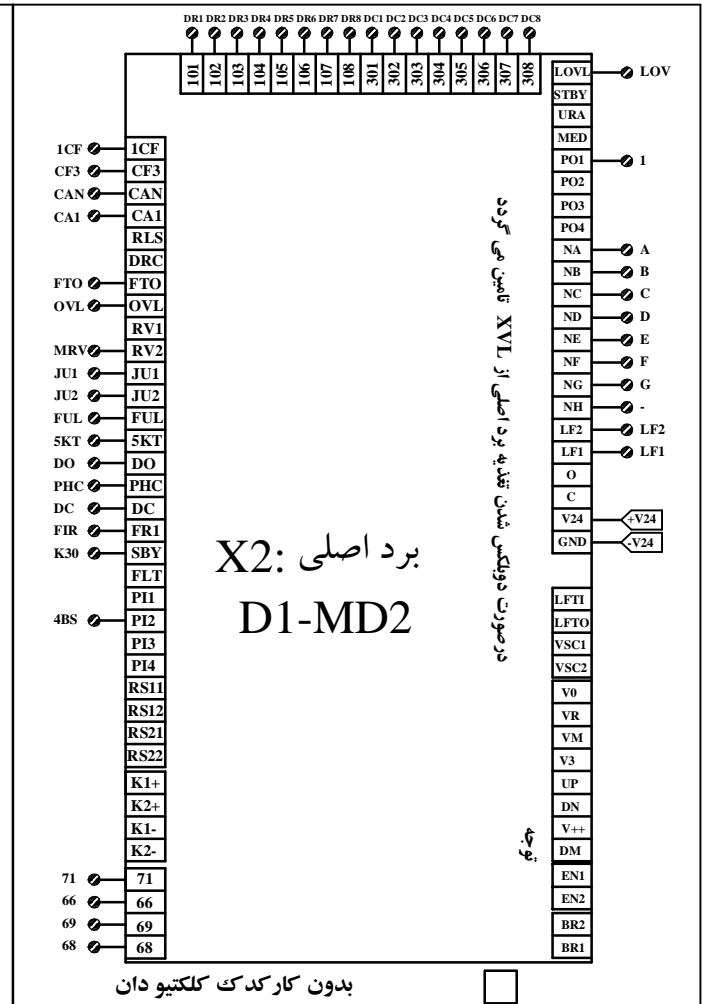 DR1 DR2 DR3 DR4 DR5 DR6 DR7 DR8 DC1 DC2 DC3 DC4 DC5 DC6 DC7 DC8
101 102 103 104 105 106 107 108 301 302 303 304 305 306 307 308
1CF 1CF
CF3 CF3
CAN CAN
CA1 CA1
RLS
DRC
FTO FTO
OVL OVL
RV1
MRV RV2
JU1 JU1
JU2 JU2
FUL FUL
5KT 5KT
DO DO
PHC PHC
DC DC
FIR FR1
K30 SBY
FLT
PI1
4BS PI2
PI3
PI4
RS11
RS12
RS21
RS22
K1+
K2+
K1-
K2-
71 71
66 66
69 69
68 68
برد اصلی :X2
D1-MD2
درصورت دوبلکس شدن تغذیه برد اصلی از XVL تامین می گردد
توجه
LOVL LOV
STBY
URA
MED
PO1 1
PO2
PO3
PO4
NA A
NB B
NC C
ND D
NE E
NF F
NG G
NH -
LF2 LF2
LF1 LF1
O
C
V24 +V24
GND -V24
LFTI
LFTO
VSC1
VSC2
V0
VR
VM
V3
UP
DN
V++
DM
EN1
EN2
BR2
BR1
بدون کارکدک کلکتیو دان